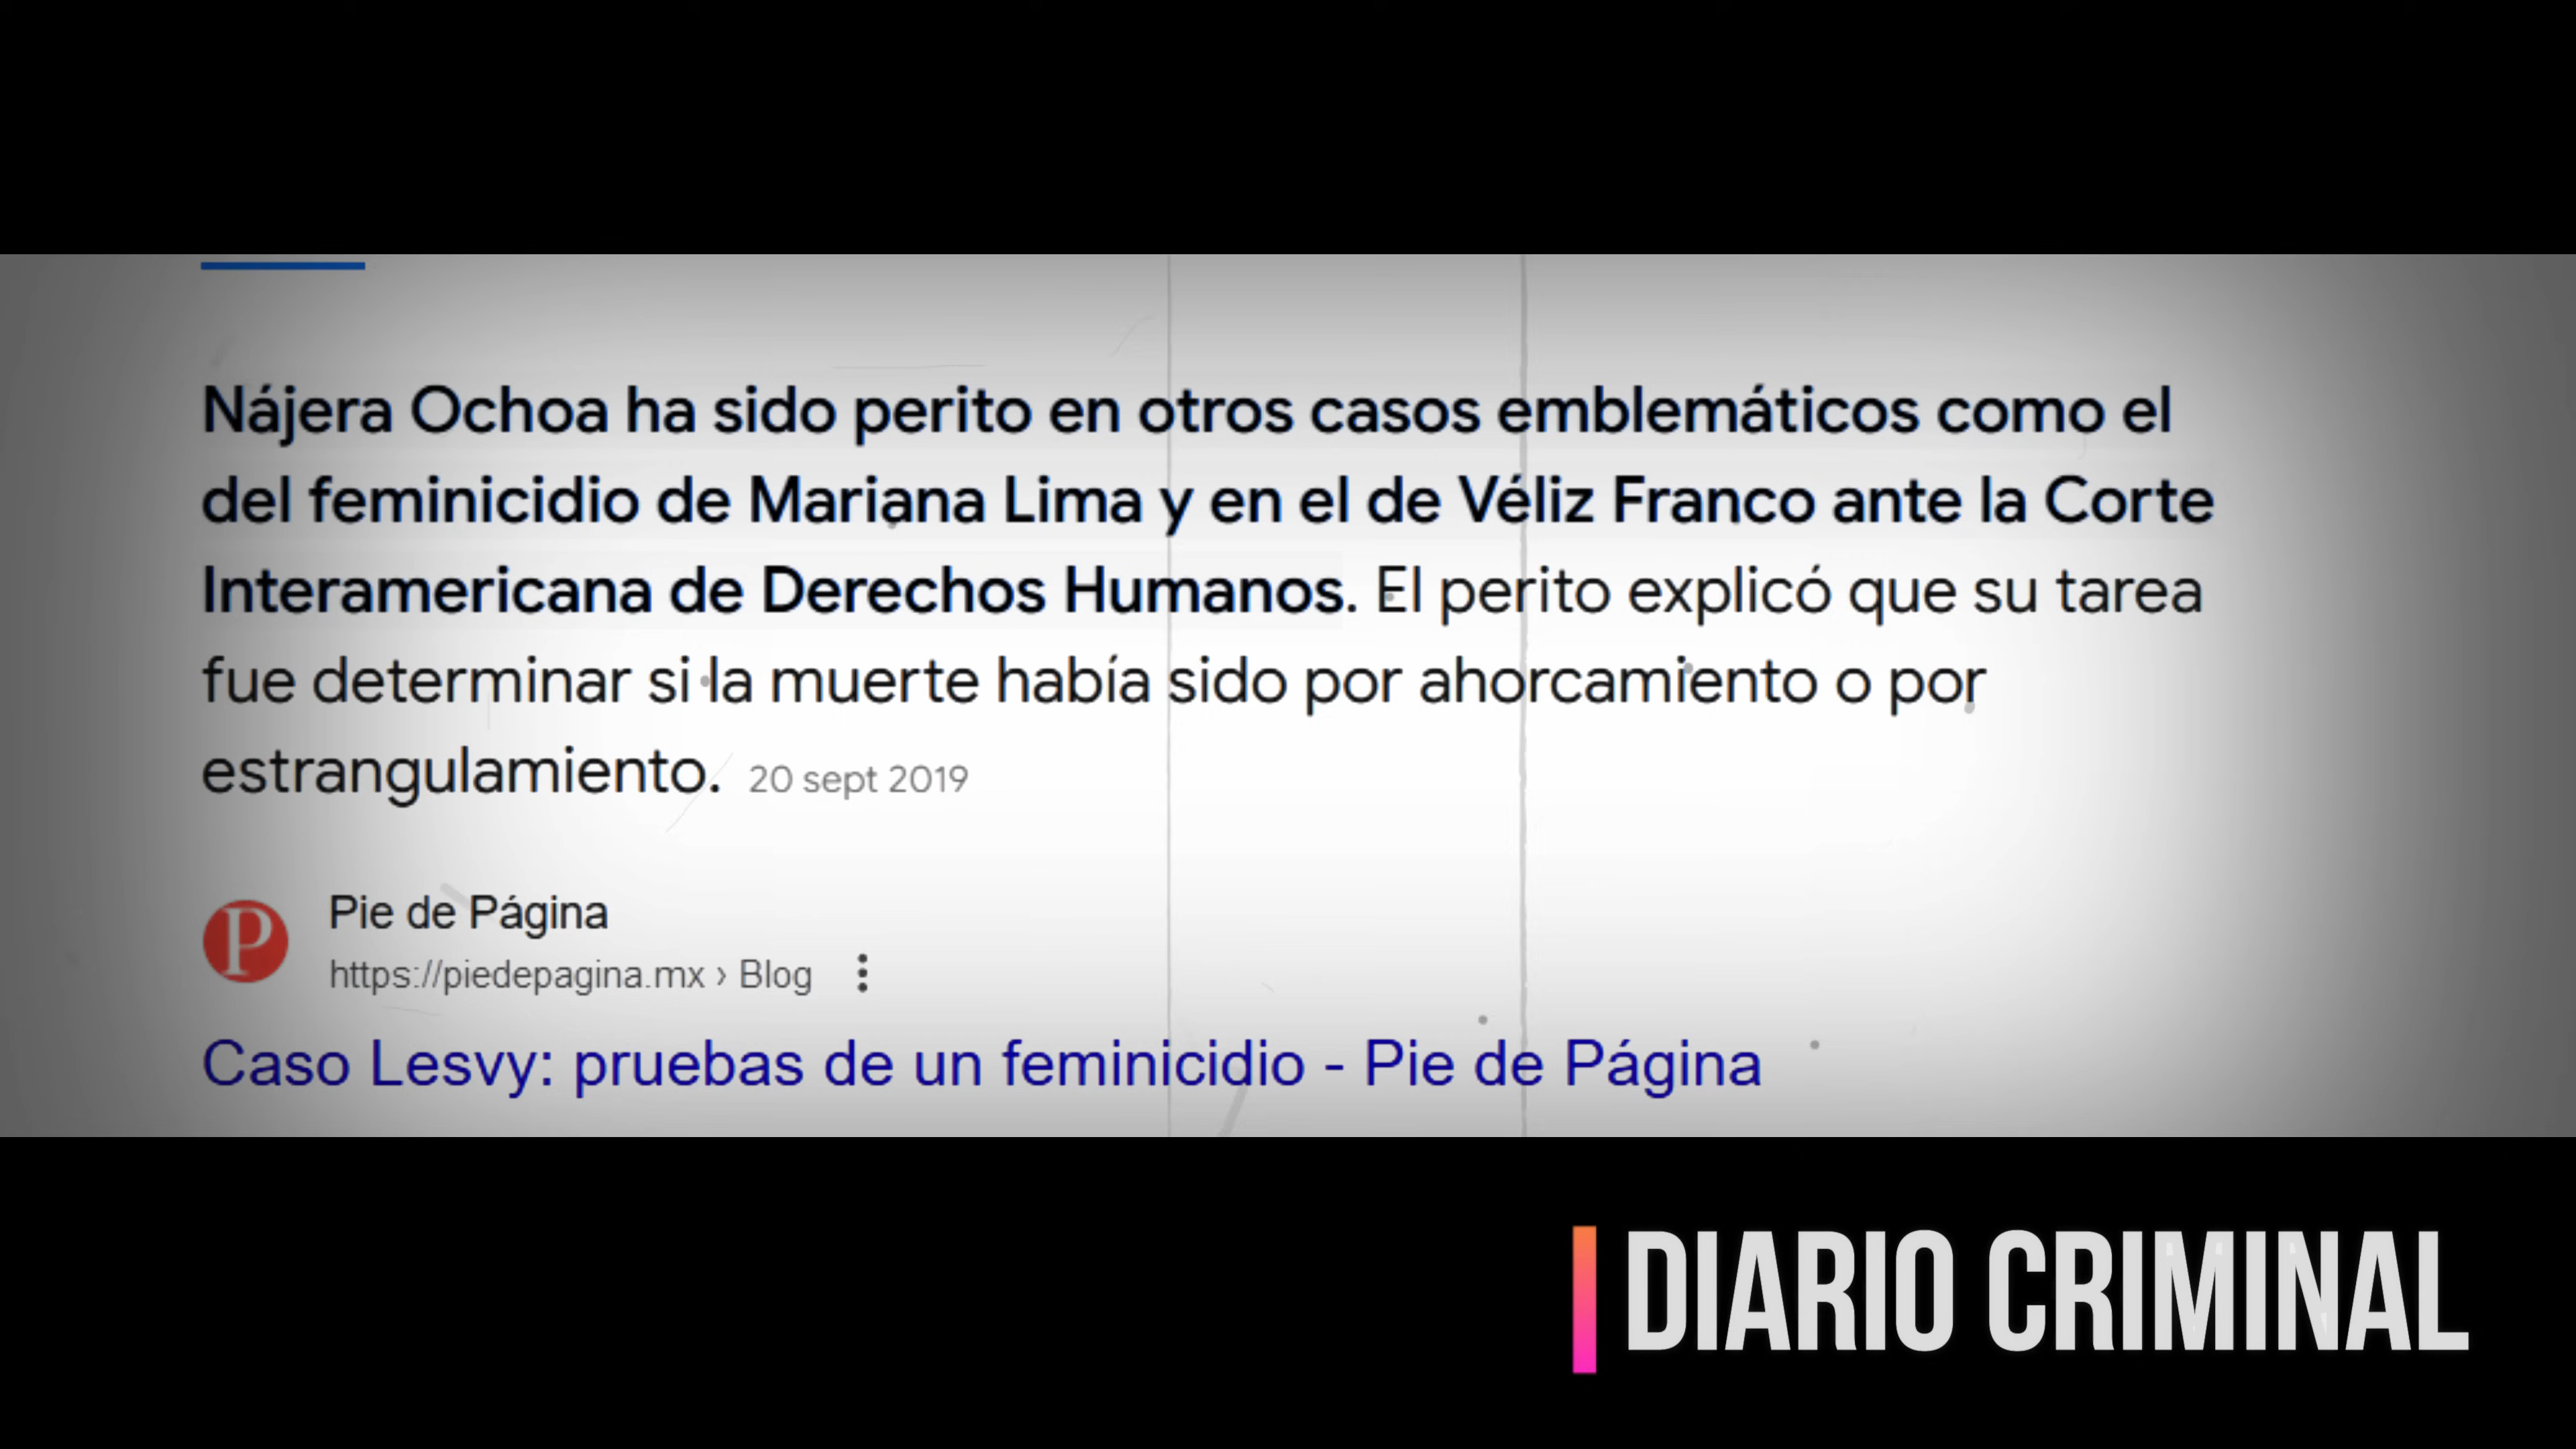 Nájera Ochoa ha sido perito en otros casos emblemáticos como el
del feminicidio de Mariana Lima y en el de Véliz Franco ante la Corte
Interamericana de Derechos Humanos. El perito explicó que su tarea
fue determinar si la muerte había sido por ahorcamiento o por
estrangulamiento. 20 sept 2019
P
Pie de Página
https://piedepagina.mx › Blog
Caso Lesvy: pruebas de un feminicidio - Pie de Página
DIARIO CRIMINAL